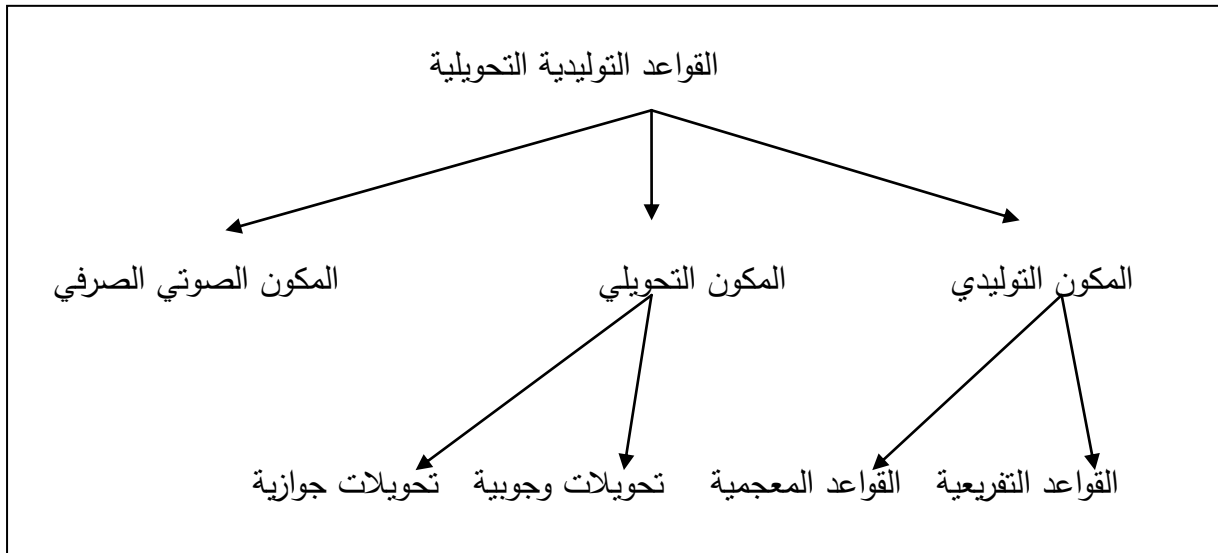 القواعد التوليدية التحويلية
المكون التوليدي المكون التحويلي المكون الصوتي الصرفي
القواعد التفريعية القواعد المعجمية تحويلات وجوبية تحويلات جوازية